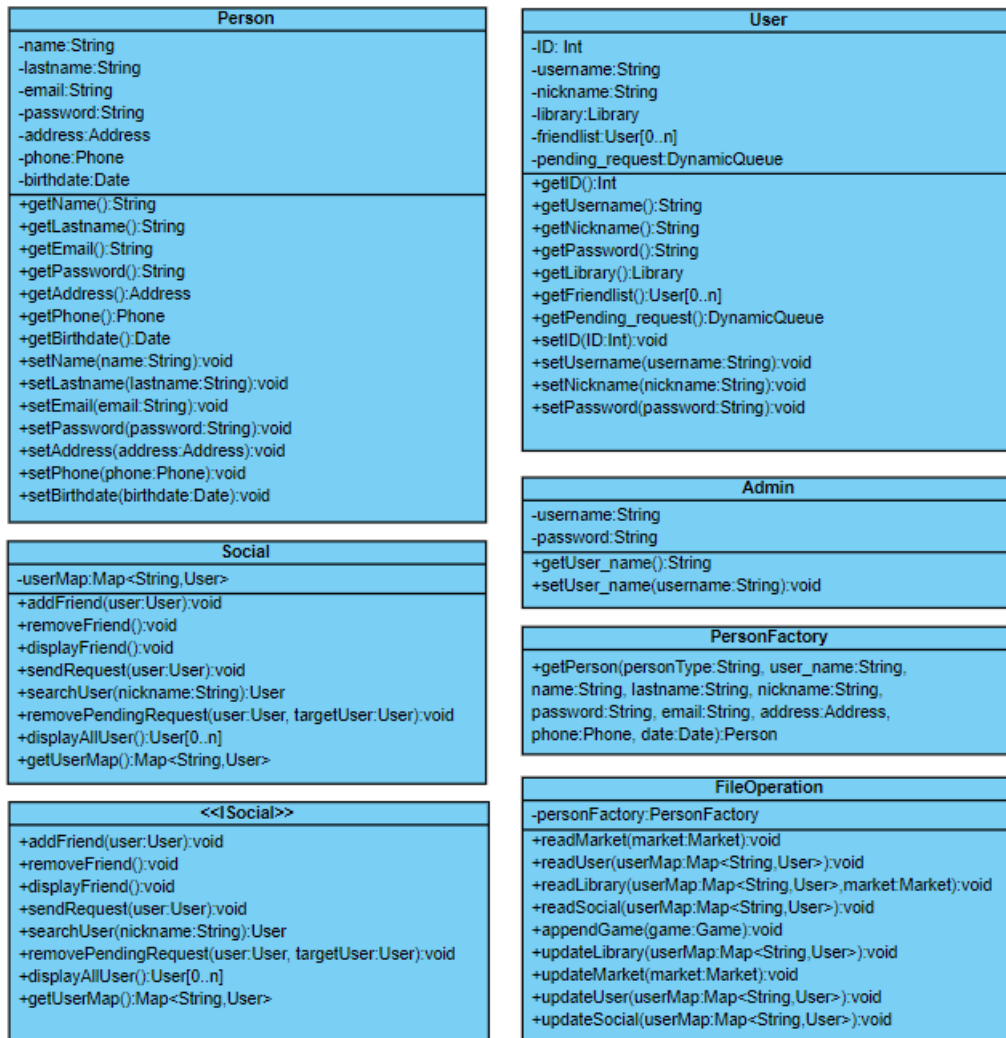 Person
-name:String
-lastname:String
-email:String
-password:String
-address:Address
-phone:Phone
-birthdate:Date
+getName():String
+getLastname():String
+getEmail():String
+getPassword():String
+getAddress():Address
+getPhone():Phone
+getBirthdate():Date
+setName(name:String):void
+setLastname(lastname:String):void
+setEmail(email:String):void
+setPassword(password:String):void
+setAddress(address:Address):void
+setPhone(phone:Phone):void
+setBirthdate(birthdate:Date):void
Social
-userMap:Map<String,User>
+addFriend(user:User):void
+removeFriend():void
+displayFriend():void
+sendRequest(user:User):void
+searchUser(nickname:String):User
+removePendingRequest(user:User, targetUser:User):void
+displayAllUser():User[0..n]
+getUserMap():Map<String,User>
<<ISocial>>
+addFriend(user:User):void
+removeFriend():void
+displayFriend():void
+sendRequest(user:User):void
+searchUser(nickname:String):User
+removePendingRequest(user:User, targetUser:User):void
+displayAllUser():User[0..n]
+getUserMap():Map<String,User>
User
-ID: Int
-username:String
-nickname:String
-library:Library
-friendlist:User[0..n]
-pending_request:DynamicQueue
+getID():Int
+getUsername():String
+getNickname():String
+getPassword():String
+getLibrary():Library
+getFriendlist():User[0..n]
+getPending_request():DynamicQueue
+setID(ID:Int):void
+setUsername(username:String):void
+setNickname(nickname:String):void
+setPassword(password:String):void
Admin
-username:String
-password:String
+getUser_name():String
+setUser_name(username:String):void
PersonFactory
+getPerson(personType:String, user_name:String,
name:String, lastname:String, nickname:String,
password:String, email:String, address:Address,
phone:Phone, date:Date):Person
FileOperation
-personFactory:PersonFactory
+readMarket(market:Market):void
+readUser(userMap:Map<String,User>):void
+readLibrary(userMap:Map<String,User>,market:Market):void
+readSocial(userMap:Map<String,User>):void
+appendGame(game:Game):void
+updateLibrary(userMap:Map<String,User>):void
+updateMarket(market:Market):void
+updateUser(userMap:Map<String,User>):void
+updateSocial(userMap:Map<String,User>):void